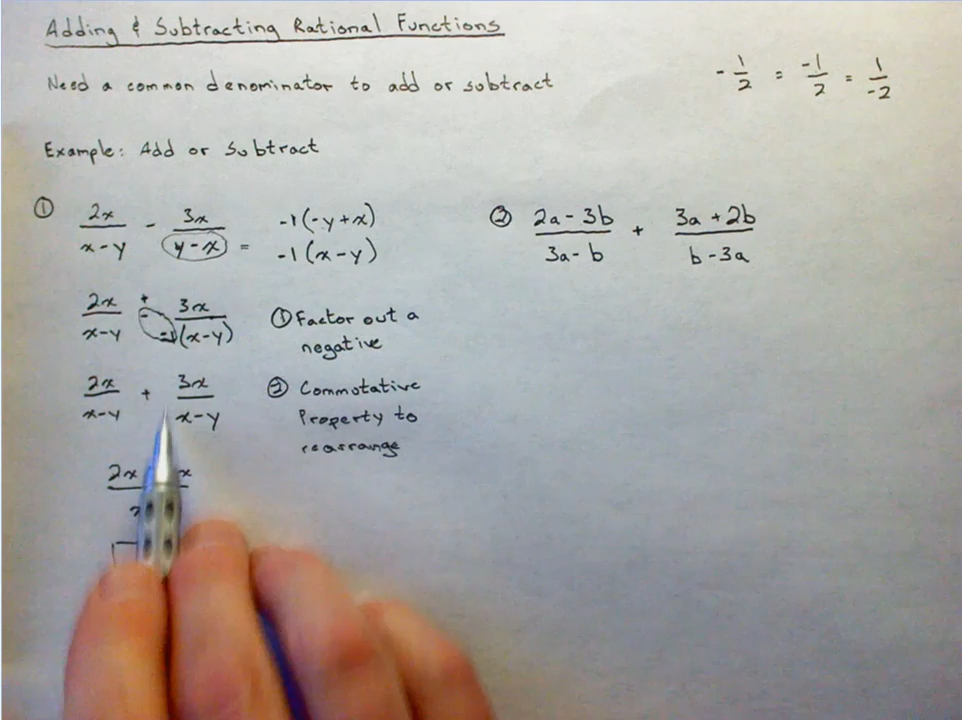 Adding & Subtracting Rational Functions
Need a common denominator to add or subtract
- 1/2 = -1/2 = 1/-2
Example: Add or Subtract
① 2x/(x-y) - 3x/(y-x) =
-1(-y+x)
-1(x-y)
② (2a-3b)/(3a-b) + (3a+2b)/(b-3a)
2x/(x-y) + - 3x/(-1(x-y))
① Factor out a
negative
2x/(x-y) + 3x/(x-y)
② Commutative
Property to
rearrange
2x
x